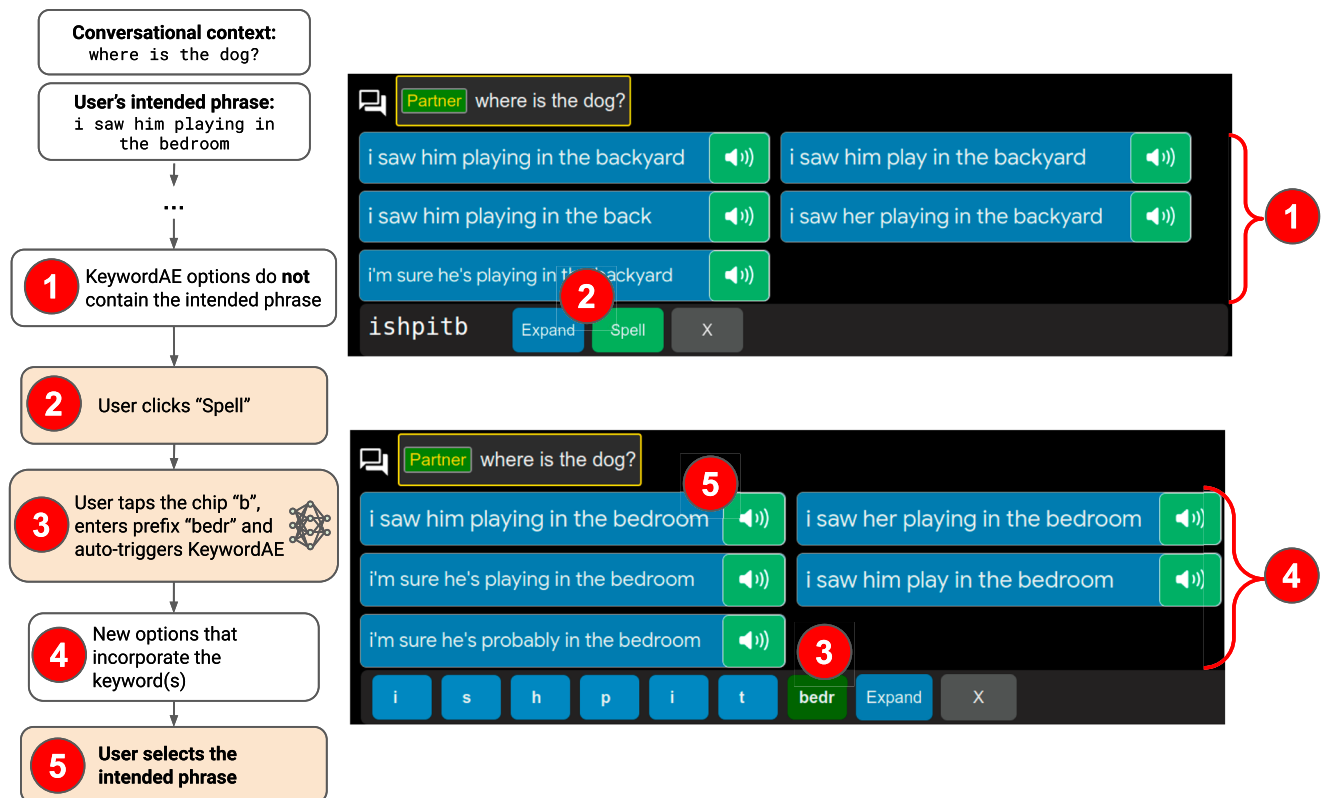 Conversational context:
where is the dog?
User's intended phrase:
i saw him playing in
the bedroom
...
1
KeywordAE options do not
contain the intended phrase
2
User clicks “Spell”
3
User taps the chip “b”,
enters prefix “bedr” and
auto-triggers KeywordAE
4
New options that
incorporate the
keyword(s)
5
User selects the
intended phrase
Partner where is the dog?
i saw him playing in the backyard
i saw him play in the backyard
i saw him playing in the back
i saw her playing in the backyard
i'm sure he's playing in the backyard
1
2
ishpitb Expand Spell X
Partner where is the dog?
5
i saw him playing in the bedroom
i saw her playing in the bedroom
i'm sure he's playing in the bedroom
i saw him play in the bedroom
4
i'm sure he's probably in the bedroom
3
i s h p i t bedr Expand X